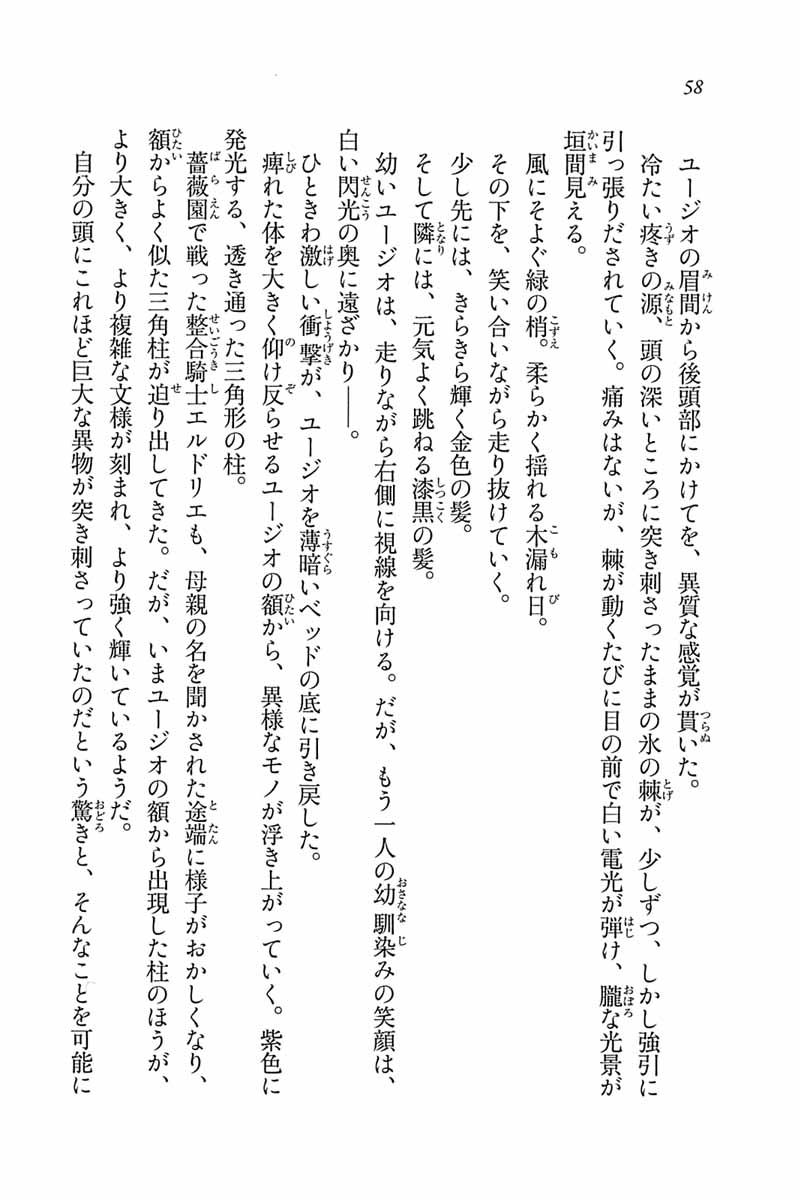 58
ユージオの眉間から後頭部にかけてを、異質な感覚が貫いた。
冷たい疼きの源、頭の深いところに突き刺さったままの氷の棘が、少しずつ、しかし強引に
引っ張りだされていく。痛みはないが、棘が動くたびに目の前で白い電光が弾け、朧な光景が
垣間見える。
風にそよぐ緑の梢。柔らかく揺れる木漏れ日。
その下を、笑い合いながら走り抜けていく。
少し先には、きらきら輝く金色の髪。
そして隣には、元気よく跳ねる漆黒の髪。
幼いユージオは、走りながら右側に視線を向ける。だが、もう一人の幼馴染みの笑顔は、
白い閃光の奥に遠ざかり――。
ひときわ激しい衝撃が、ユージオを薄暗いベッドの底に引き戻した。
痺れた体を大きく仰け反らせるユージオの額から、異様なモノが浮き上がっていく。紫色に
発光する、透き通った三角形の柱。
薔薇園で戦った整合騎士エルドリエも、母親の名を聞かされた途端に様子がおかしくなり、
額からよく似た三角柱が迫り出してきた。だが、いまユージオの額から出現した柱のほうが、
より大きく、より複雑な文様が刻まれ、より強く輝いているようだ。
自分の頭にこれほど巨大な異物が突き刺さっていたのだという驚きと、そんなことを可能に